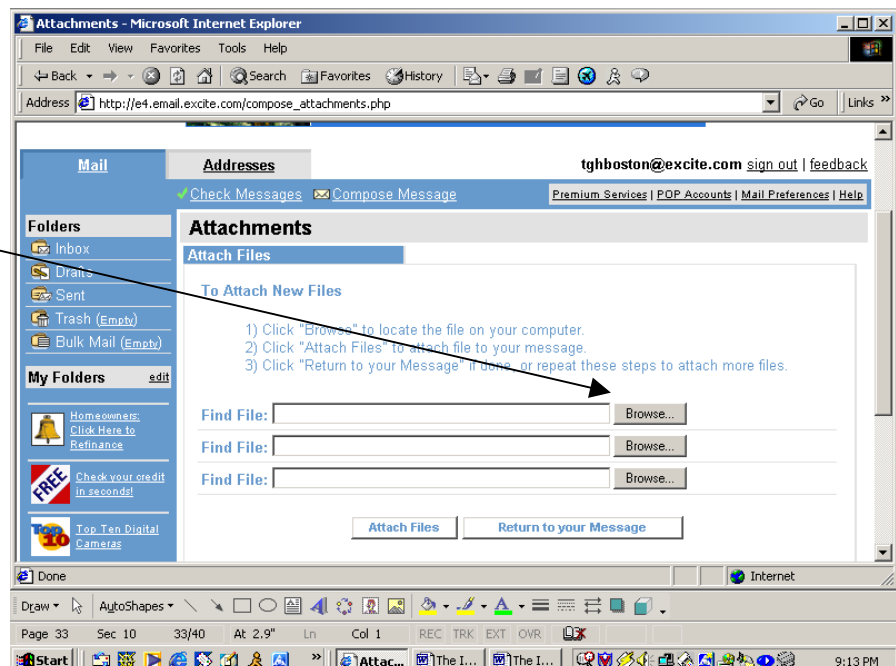 Attachments - Microsoft Internet Explorer
File Edit View Favorites Tools Help
Back Search Favorites History
Address http://e4.email.excite.com/compose_attachments.php Go Links »
Mail Addresses tghboston@excite.com sign out | feedback
Check Messages Compose Message Premium Services | POP Accounts | Mail Preferences | Help
Folders
Inbox
Drafts
Sent
Trash (Empty)
Bulk Mail (Empty)
My Folders edit
Homeowners:
Click Here to
Refinance
FREE
Check your credit
in seconds!
Top 10
Top Ten Digital
Cameras
Attachments
Attach Files
To Attach New Files
1) Click "Browse" to locate the file on your computer.
2) Click "Attach Files" to attach file to your message.
3) Click "Return to your Message" if done, or repeat these steps to attach more files.
Find File: Browse...
Find File: Browse...
Find File: Browse...
Attach Files Return to your Message
Done Internet
Draw AutoShapes
Page 33 Sec 10 33/40 At 2.9" Ln Col 1 REC TRK EXT OVR
Start » Attac... The I... The I... 9:13 PM